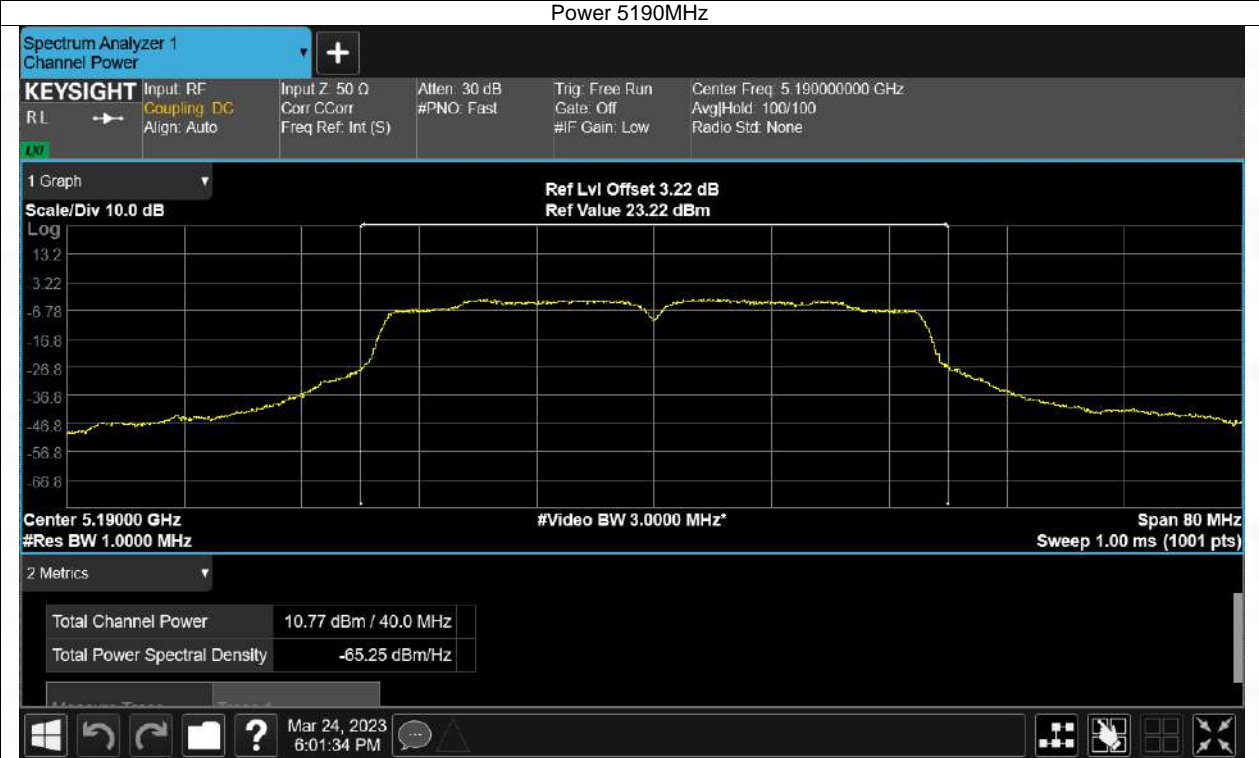 Power 5190MHz
Spectrum Analyzer 1
Channel Power
+
KEYSIGHT Input: RF Input Z: 50 Ω Atten: 30 dB Trig: Free Run Center Freq: 5.190000000 GHz
RL Coupling: DC Corr CCorr #PNO: Fast Gate: Off Avg|Hold: 100/100
Align: Auto Freq Ref: Int (S) #IF Gain: Low Radio Std: None
LXI
1 Graph
Ref Lvl Offset 3.22 dB
Scale/Div 10.0 dB Ref Value 23.22 dBm
Log
13.2
3.22
-6.78
-16.8
-26.8
-36.8
-46.8
-56.8
-66.8
Center 5.19000 GHz #Video BW 3.0000 MHz* Span 80 MHz
#Res BW 1.0000 MHz Sweep 1.00 ms (1001 pts)
2 Metrics
Total Channel Power 10.77 dBm / 40.0 MHz
Total Power Spectral Density -65.25 dBm/Hz
?
Mar 24, 2023
6:01:34 PM